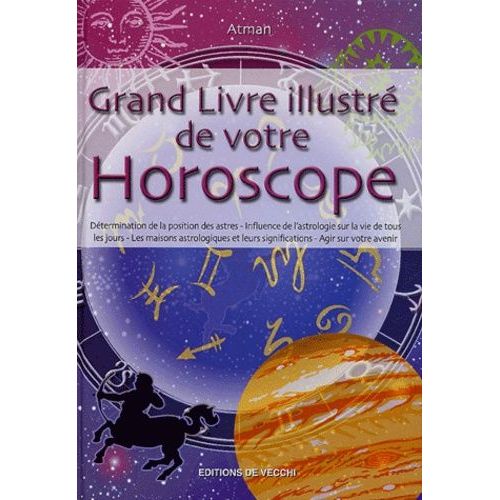 Atman
Grand Livre illustré
de votre
Horoscope
Détermination de la position des astres - Influence de l'astrologie sur la vie de tous
les jours - Les maisons astrologiques et leurs significations - Agir sur votre avenir
EDITIONS DE VECCHI